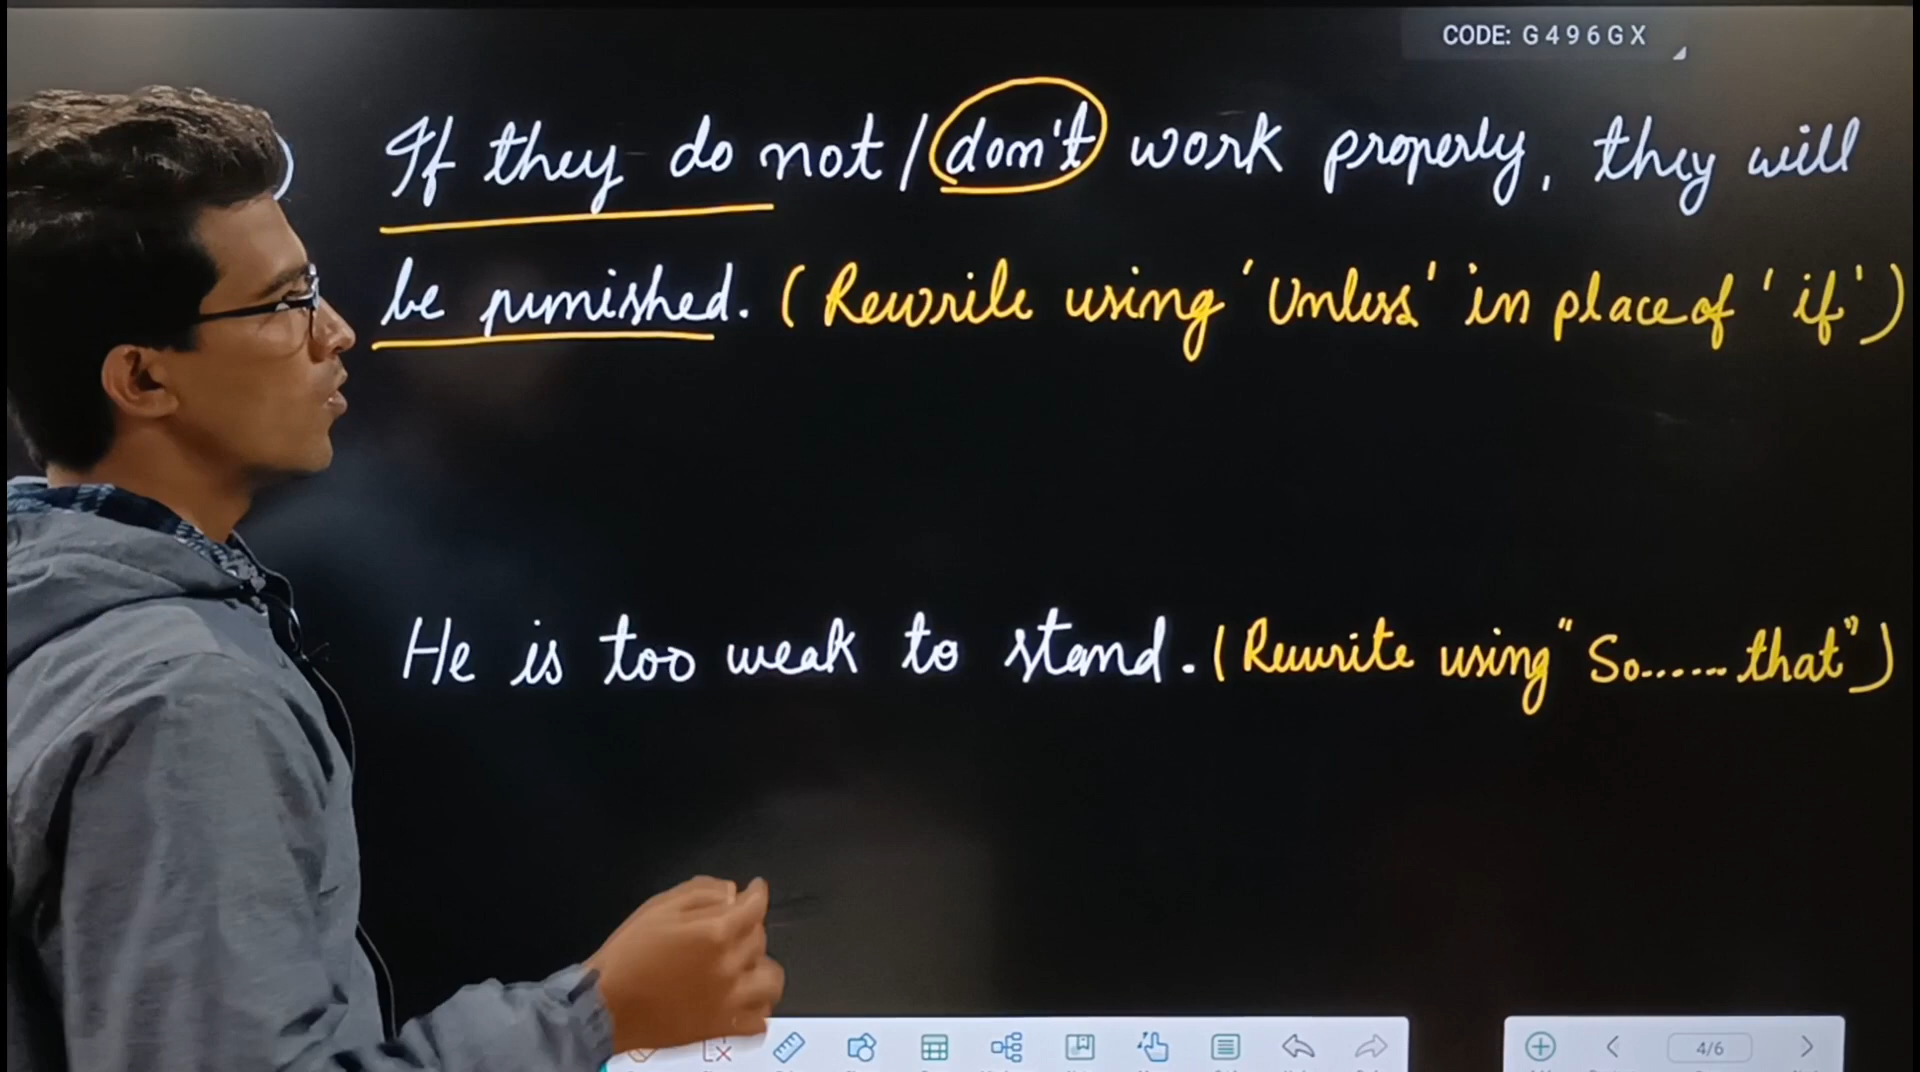 CODE: G496GX
) If they do not / don't work properly, they will
be punished. (Rewrite using 'Unless' in place of 'if')
He is too weak to stand. (Rewrite using "So......that")
4/6